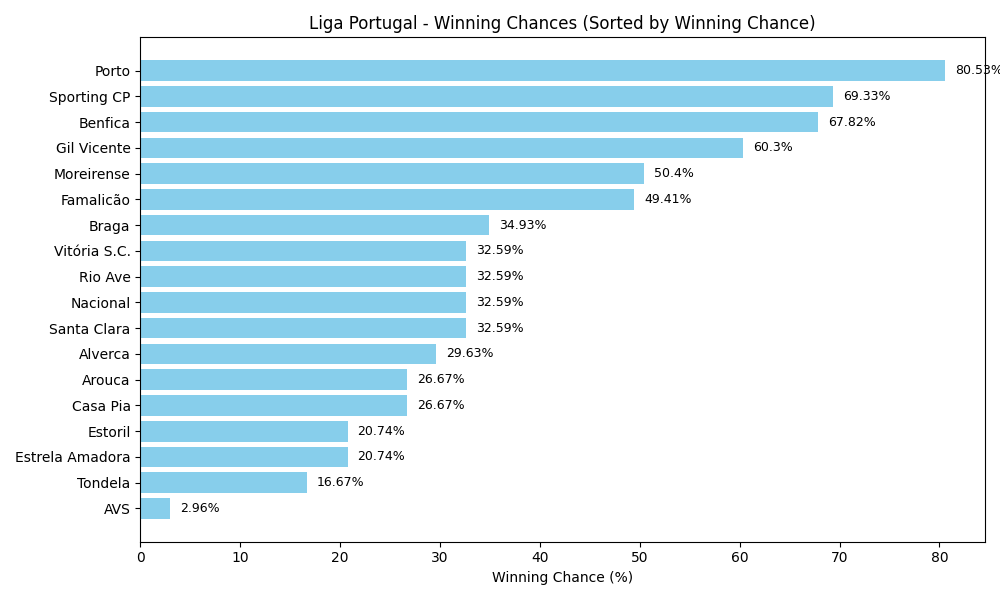 Liga Portugal - Winning Chances (Sorted by Winning Chance)
Porto 80.53%
Sporting CP 69.33%
Benfica 67.82%
Gil Vicente 60.3%
Moreirense 50.4%
Famalicão 49.41%
Braga 34.93%
Vitória S.C. 32.59%
Rio Ave 32.59%
Nacional 32.59%
Santa Clara 32.59%
Alverca 29.63%
Arouca 26.67%
Casa Pia 26.67%
Estoril 20.74%
Estrela Amadora 20.74%
Tondela 16.67%
AVS 2.96%
0 10 20 30 40 50 60 70 80
Winning Chance (%)